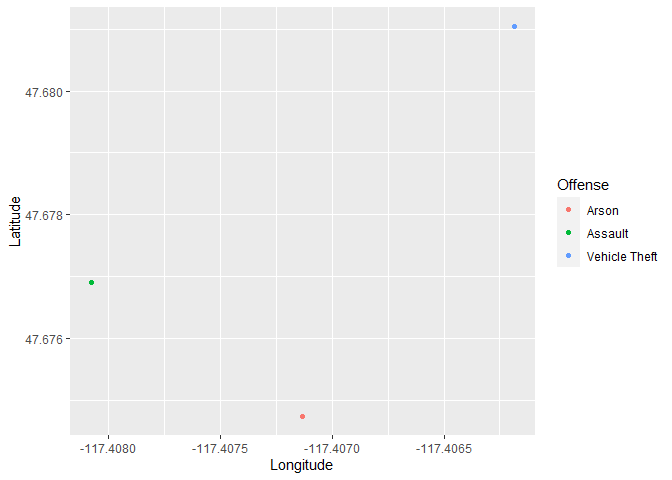 47.680
47.678
47.676
Latitude
-117.4080
-117.4075
-117.4070
-117.4065
Longitude
Offense
Arson
Assault
Vehicle Theft